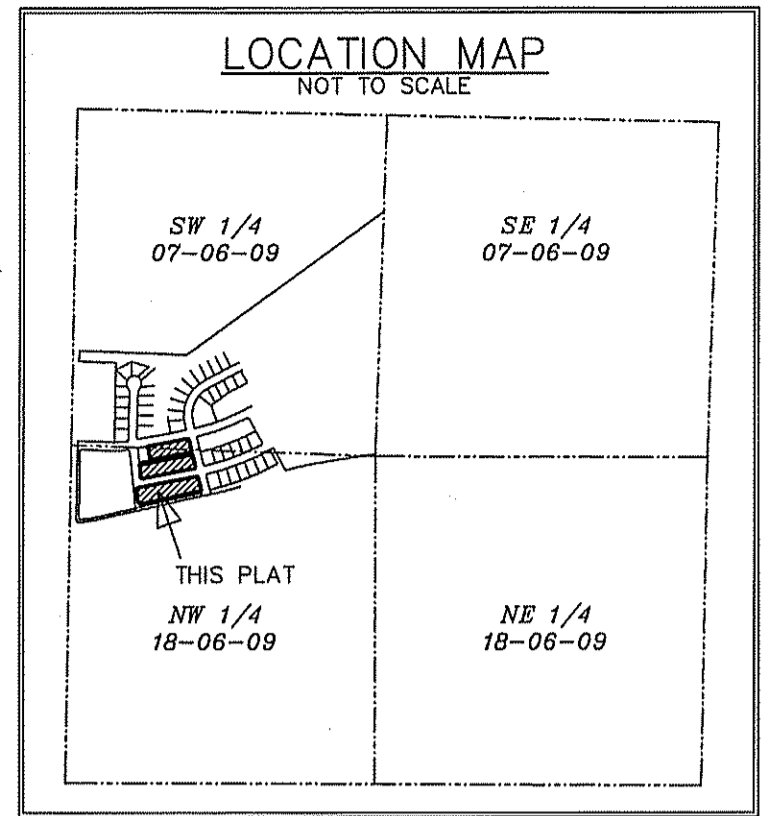 LOCATION MAP
NOT TO SCALE
SW 1/4
07-06-09
SE 1/4
07-06-09
THIS PLAT
NW 1/4
18-06-09
NE 1/4
18-06-09